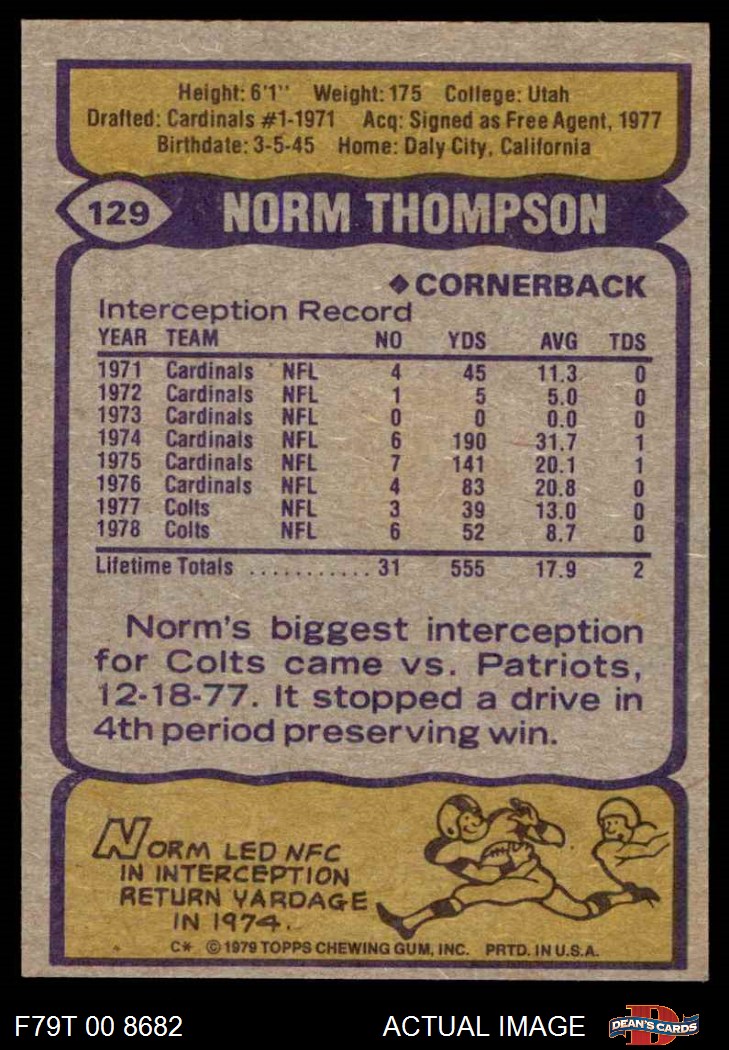 Height: 6'1" Weight: 175 College: Utah
Drafted: Cardinals #1-1971 Acq: Signed as Free Agent, 1977
Birthdate: 3-5-45 Home: Daly City, California
129 NORM THOMPSON
◆CORNERBACK
Interception Record
YEAR TEAM NO YDS AVG TDS
1971 Cardinals NFL 4 45 11.3 0
1972 Cardinals NFL 1 5 5.0 0
1973 Cardinals NFL 0 0 0.0 0
1974 Cardinals NFL 6 190 31.7 1
1975 Cardinals NFL 7 141 20.1 1
1976 Cardinals NFL 4 83 20.8 0
1977 Colts NFL 3 39 13.0 0
1978 Colts NFL 6 52 8.7 0
Lifetime Totals ........... 31 555 17.9 2
Norm's biggest interception
for Colts came vs. Patriots,
12-18-77. It stopped a drive in
4th period preserving win.
NORM LED NFC
IN INTERCEPTION
RETURN YARDAGE
IN 1974.
C* © 1979 TOPPS CHEWING GUM, INC. PRTD. IN U.S.A.
F79T 00 8682 ACTUAL IMAGE D DEAN'S CARDS